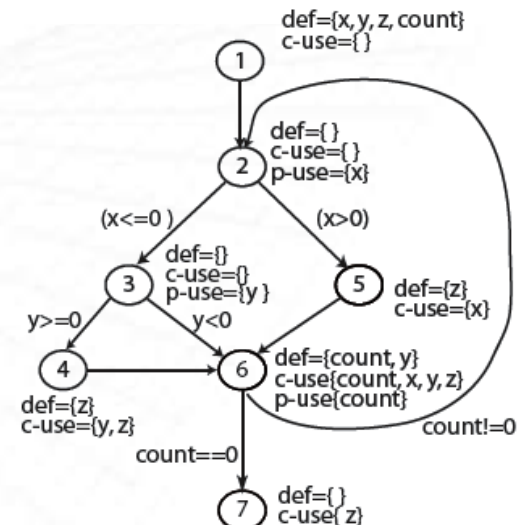 def={x, y, z, count}
c-use={ }
1
def={ }
c-use={ }
p-use={x}
2
(x<=0 )
(x>0)
def={}
c-use={}
p-use={y }
3
5
def={z}
c-use={x}
y>=0
y<0
4
6
def={count, y}
c-use{count, x, y, z}
p-use{count}
def={z}
c-use={y, z}
count!=0
count==0
7
def={ }
c-use{ z}